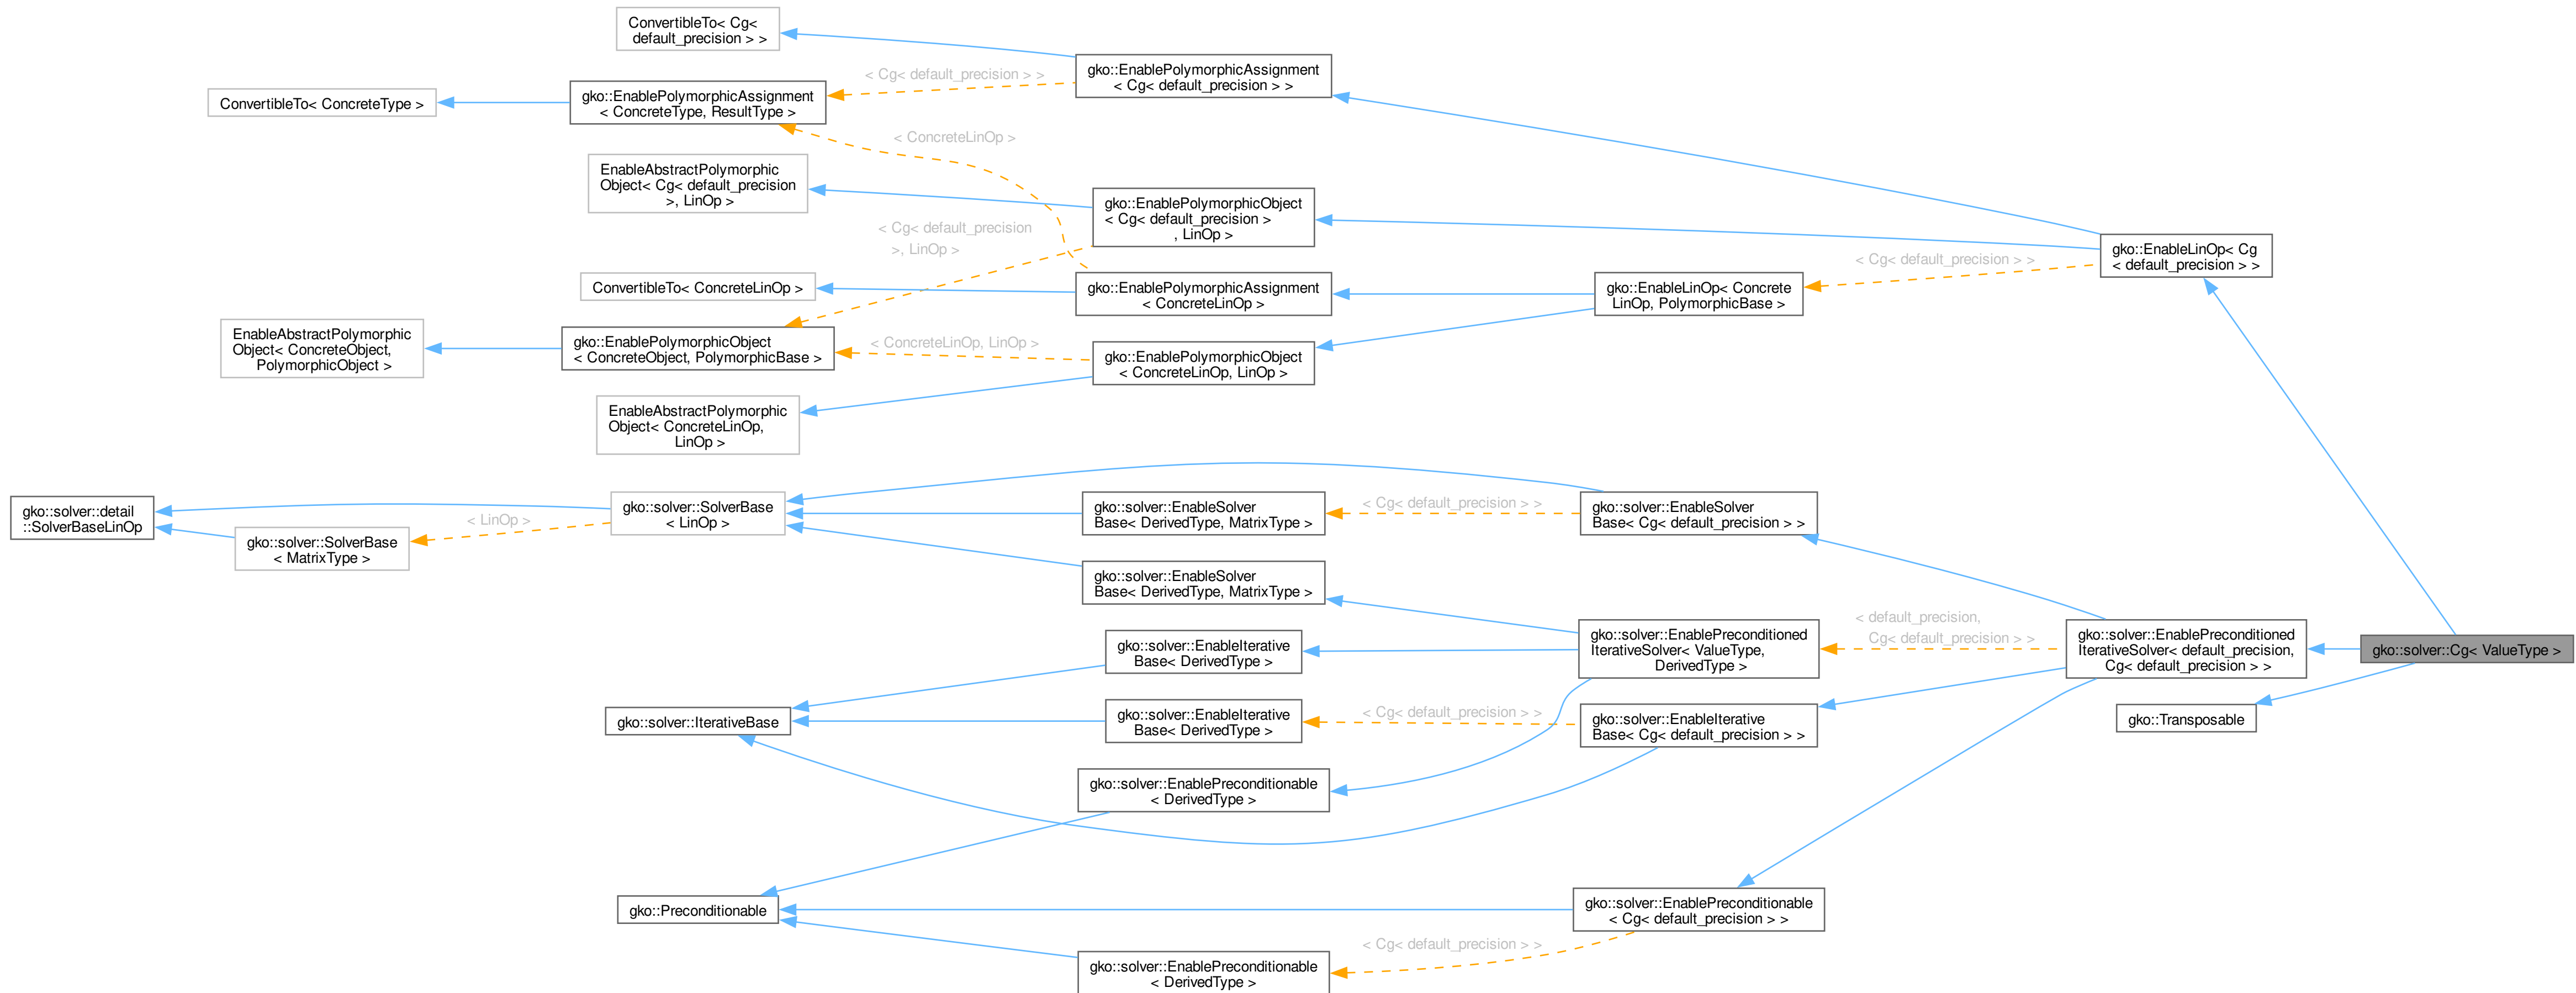 ConvertibleTo< Cg<
default_precision > >
gko::EnablePolymorphicAssignment
< Cg< default_precision > >
< Cg< default_precision > >
gko::EnablePolymorphicAssignment
< ConcreteType, ResultType >
ConvertibleTo< ConcreteType >
< ConcreteLinOp >
EnableAbstractPolymorphic
Object< Cg< default_precision
>, LinOp >
gko::EnablePolymorphicObject
< Cg< default_precision >
, LinOp >
< Cg< default_precision
>, LinOp >
gko::EnableLinOp< Cg
< default_precision > >
< Cg< default_precision > >
ConvertibleTo< ConcreteLinOp >
gko::EnablePolymorphicAssignment
< ConcreteLinOp >
gko::EnableLinOp< Concrete
LinOp, PolymorphicBase >
EnableAbstractPolymorphic
Object< ConcreteObject,
PolymorphicObject >
gko::EnablePolymorphicObject
< ConcreteObject, PolymorphicBase >
< ConcreteLinOp, LinOp >
gko::EnablePolymorphicObject
< ConcreteLinOp, LinOp >
EnableAbstractPolymorphic
Object< ConcreteLinOp,
LinOp >
gko::solver::detail
::SolverBaseLinOp
gko::solver::SolverBase
< MatrixType >
< LinOp >
gko::solver::SolverBase
< LinOp >
gko::solver::EnableSolver
Base< DerivedType, MatrixType >
< Cg< default_precision > >
gko::solver::EnableSolver
Base< Cg< default_precision > >
gko::solver::EnableSolver
Base< DerivedType, MatrixType >
gko::solver::EnableIterative
Base< DerivedType >
gko::solver::EnablePreconditioned
IterativeSolver< ValueType,
DerivedType >
< default_precision,
Cg< default_precision > >
gko::solver::EnablePreconditioned
IterativeSolver< default_precision,
Cg< default_precision > >
gko::solver::Cg< ValueType >
gko::solver::IterativeBase
gko::solver::EnableIterative
Base< DerivedType >
< Cg< default_precision > >
gko::solver::EnableIterative
Base< Cg< default_precision > >
gko::Transposable
gko::solver::EnablePreconditionable
< DerivedType >
gko::Preconditionable
gko::solver::EnablePreconditionable
< Cg< default_precision > >
< Cg< default_precision > >
gko::solver::EnablePreconditionable
< DerivedType >